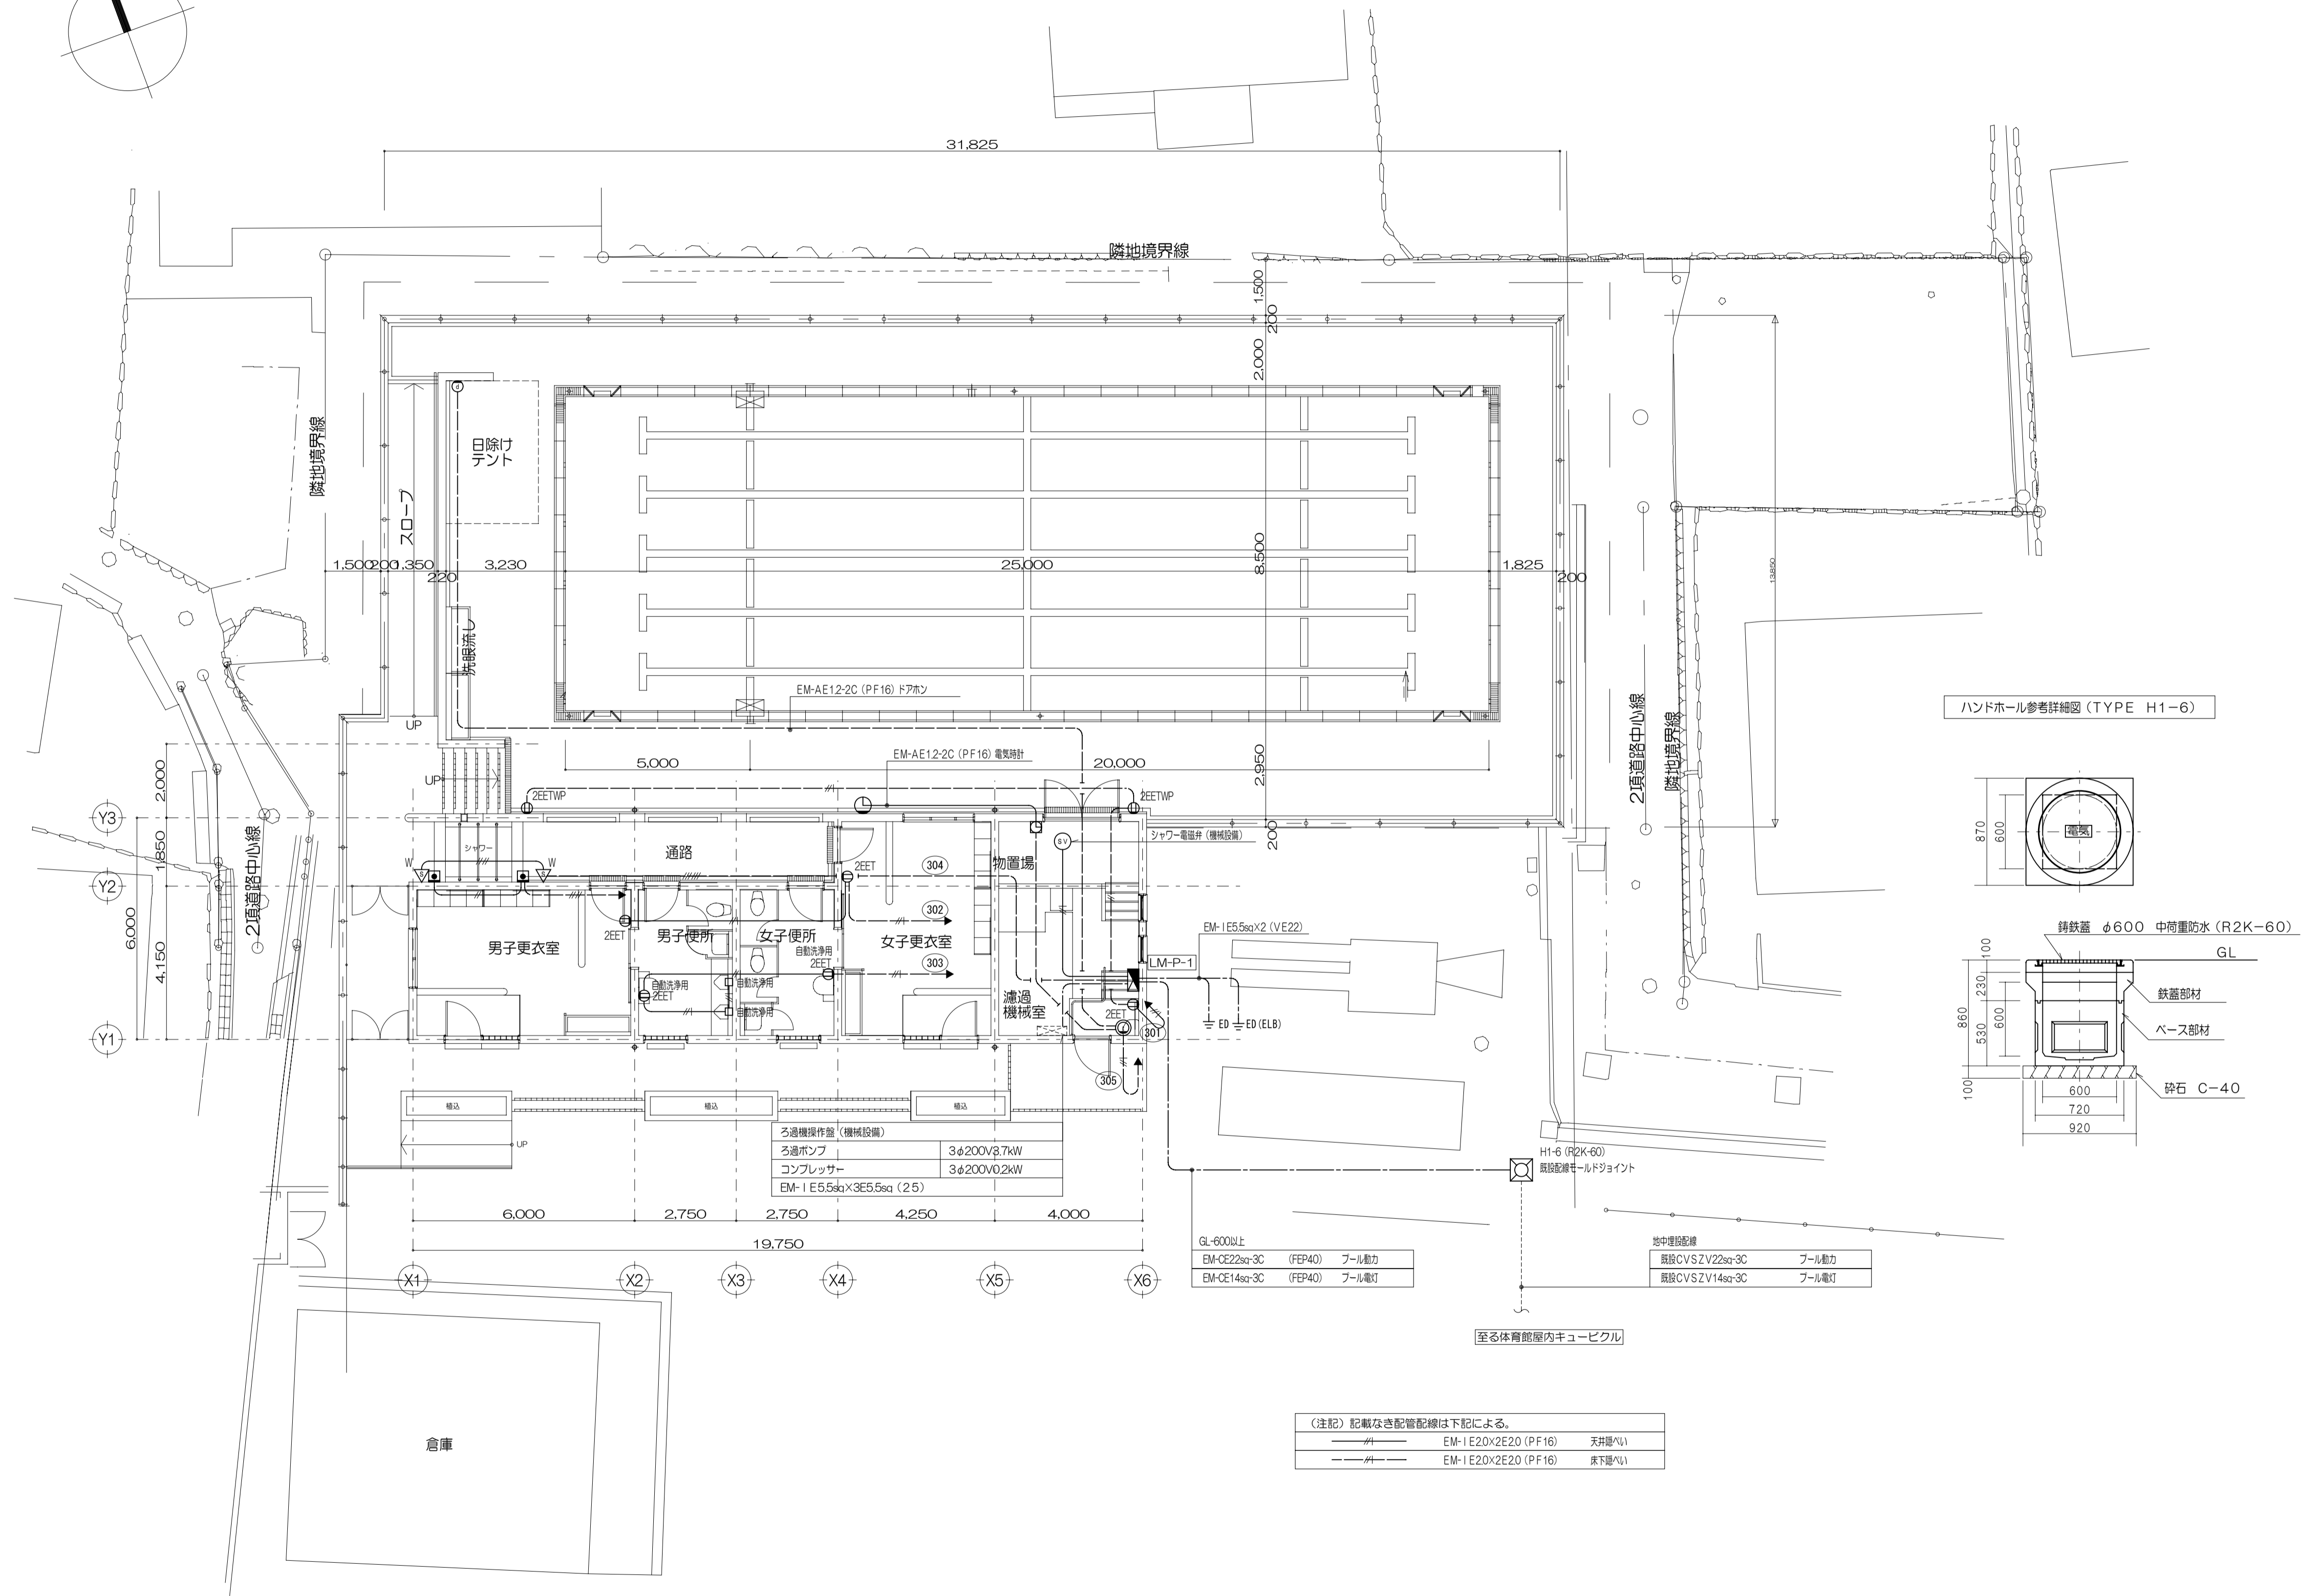 31,825
隣地境界線
1,500
200
2,000
隣地境界線
日除け
テント
スロープ
d
1,500
200
1,350
220
3,230
25,000
8,500
1,825
200
13,850
洗眼流し
EM-AE1.2-2C (PF16) ドアホン
UP
2項道路中心線
隣地境界線
ハンドホール参考詳細図 (TYPE H1-6)
EM-AE1.2-2C (PF16) 電気時計
5,000
20,000
2,950
UP
2,000
2EETWP
2EETWP
Y3
シャワー電磁弁 (機械設備)
200
870
600
電気
2項道路中心線
1,850
シャワー
通路
SV
物置場
W
W
S
S
2EET
304
Y2
6,000
4,150
302
2EET
男子更衣室
男子便所
女子便所
女子更衣室
自動洗浄用
2EET
303
EM-IE5.5sq×2 (VE22)
LM-P-1
鋳鉄蓋 φ600 中荷重防水 (R2K-60)
GL
100
230
860
600
530
100
鉄蓋部材
ベース部材
砕石 C-40
600
720
920
自動洗浄用
2EET
自動洗浄用
自動洗浄用
濾過
機械室
2EET
301
ED
ED (ELB)
Y1
305
植込
植込
植込
UP
ろ過機操作盤 (機械設備)
ろ過ポンプ 3φ200V3.7kW
コンプレッサー 3φ200V0.2kW
EM-IE5.5sq×3E5.5sq (25)
H1-6 (R2K-60)
既設配線モールドジョイント
6,000
2,750
2,750
4,250
4,000
19,750
GL-600以上
EM-CE22sq-3C (FEP40) プール動力
EM-CE14sq-3C (FEP40) プール電灯
地中埋設配線
既設CVSZV22sq-3C プール動力
既設CVSZV14sq-3C プール電灯
X1
X2
X3
X4
X5
X6
至る体育館屋内キュービクル
倉庫
(注記) 記載なき配管配線は下記による。
EM-IE2.0×2E2.0 (PF16) 天井隠ぺい
EM-IE2.0×2E2.0 (PF16) 床下隠ぺい